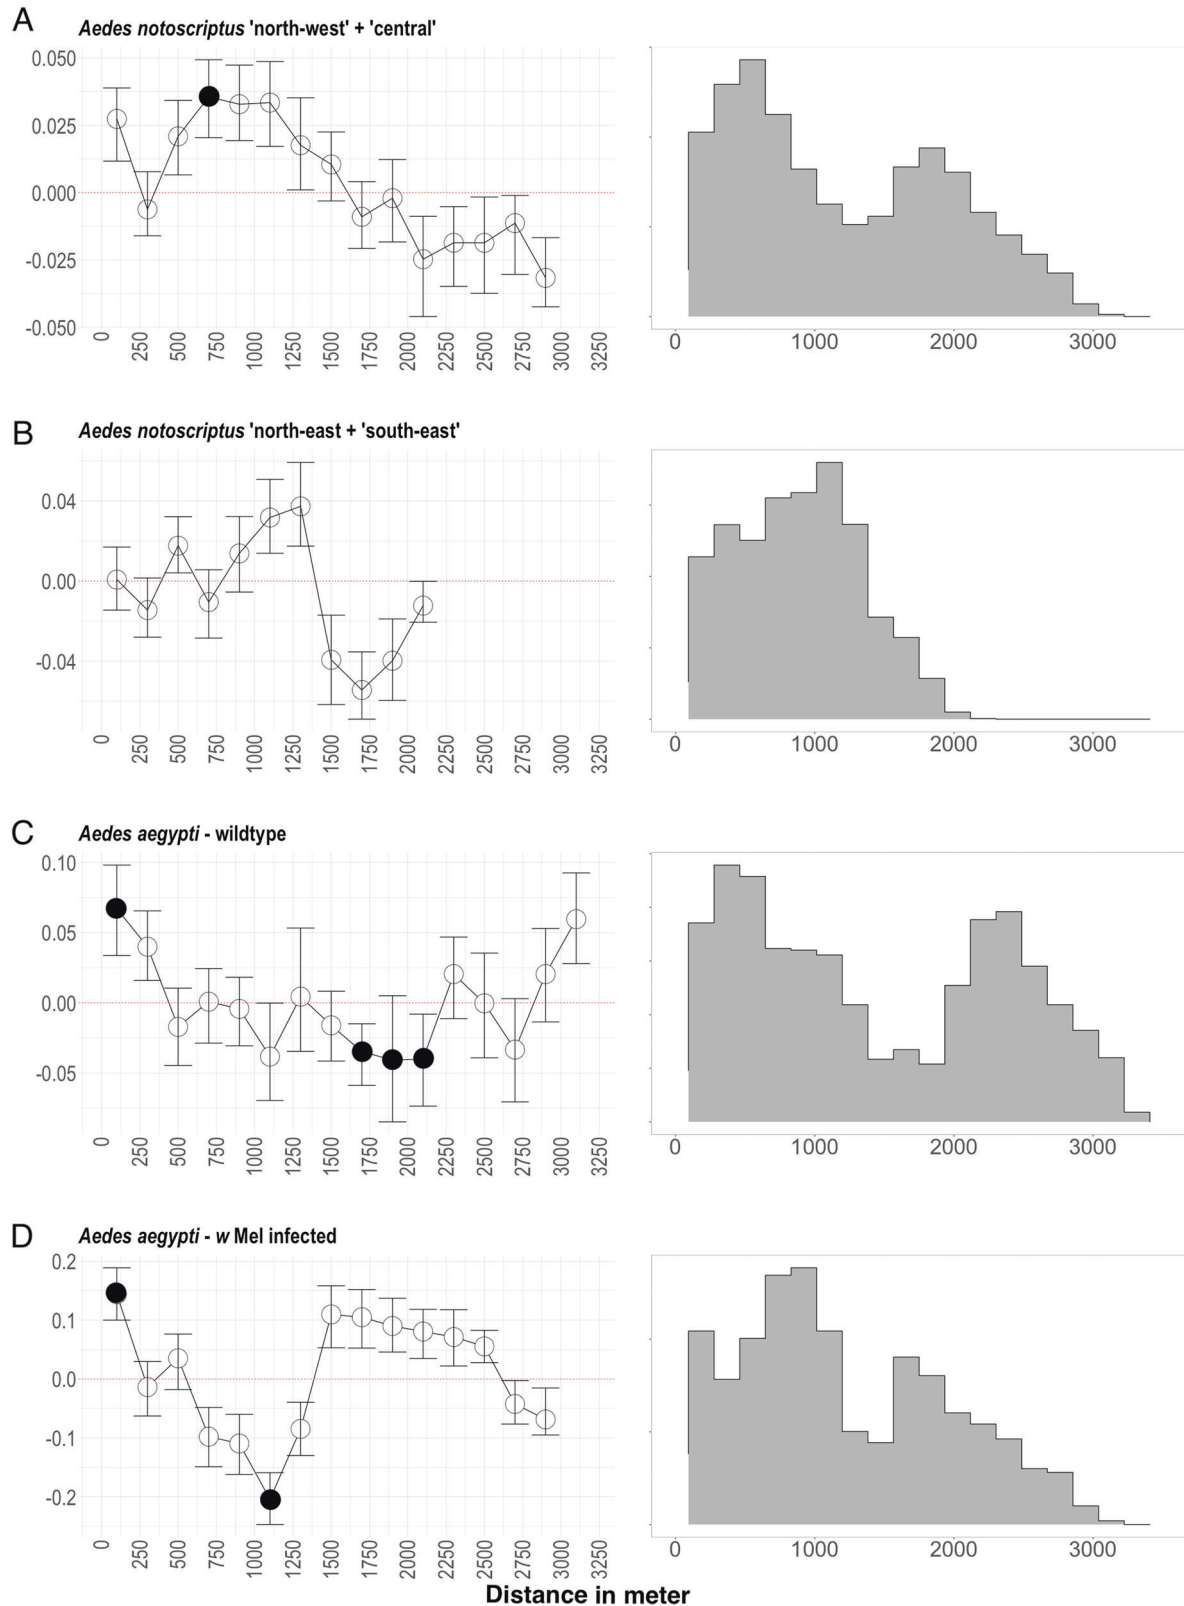 A
Aedes notoscriptus 'north-west' + 'central'
0.050
0.025
0.000
-0.025
-0.050
0 250 500 750 1000 1250 1500 1750 2000 2250 2500 2750 3000 3250
0 1000 2000 3000
B
Aedes notoscriptus 'north-east + 'south-east'
0.04
0.00
-0.04
0 250 500 750 1000 1250 1500 1750 2000 2250 2500 2750 3000 3250
0 1000 2000 3000
C
Aedes aegypti - wildtype
0.10
0.05
0.00
-0.05
0 250 500 750 1000 1250 1500 1750 2000 2250 2500 2750 3000 3250
0 1000 2000 3000
D
Aedes aegypti - w Mel infected
0.2
0.1
0.0
-0.1
-0.2
0 250 500 750 1000 1250 1500 1750 2000 2250 2500 2750 3000 3250
0 1000 2000 3000
Distance in meter